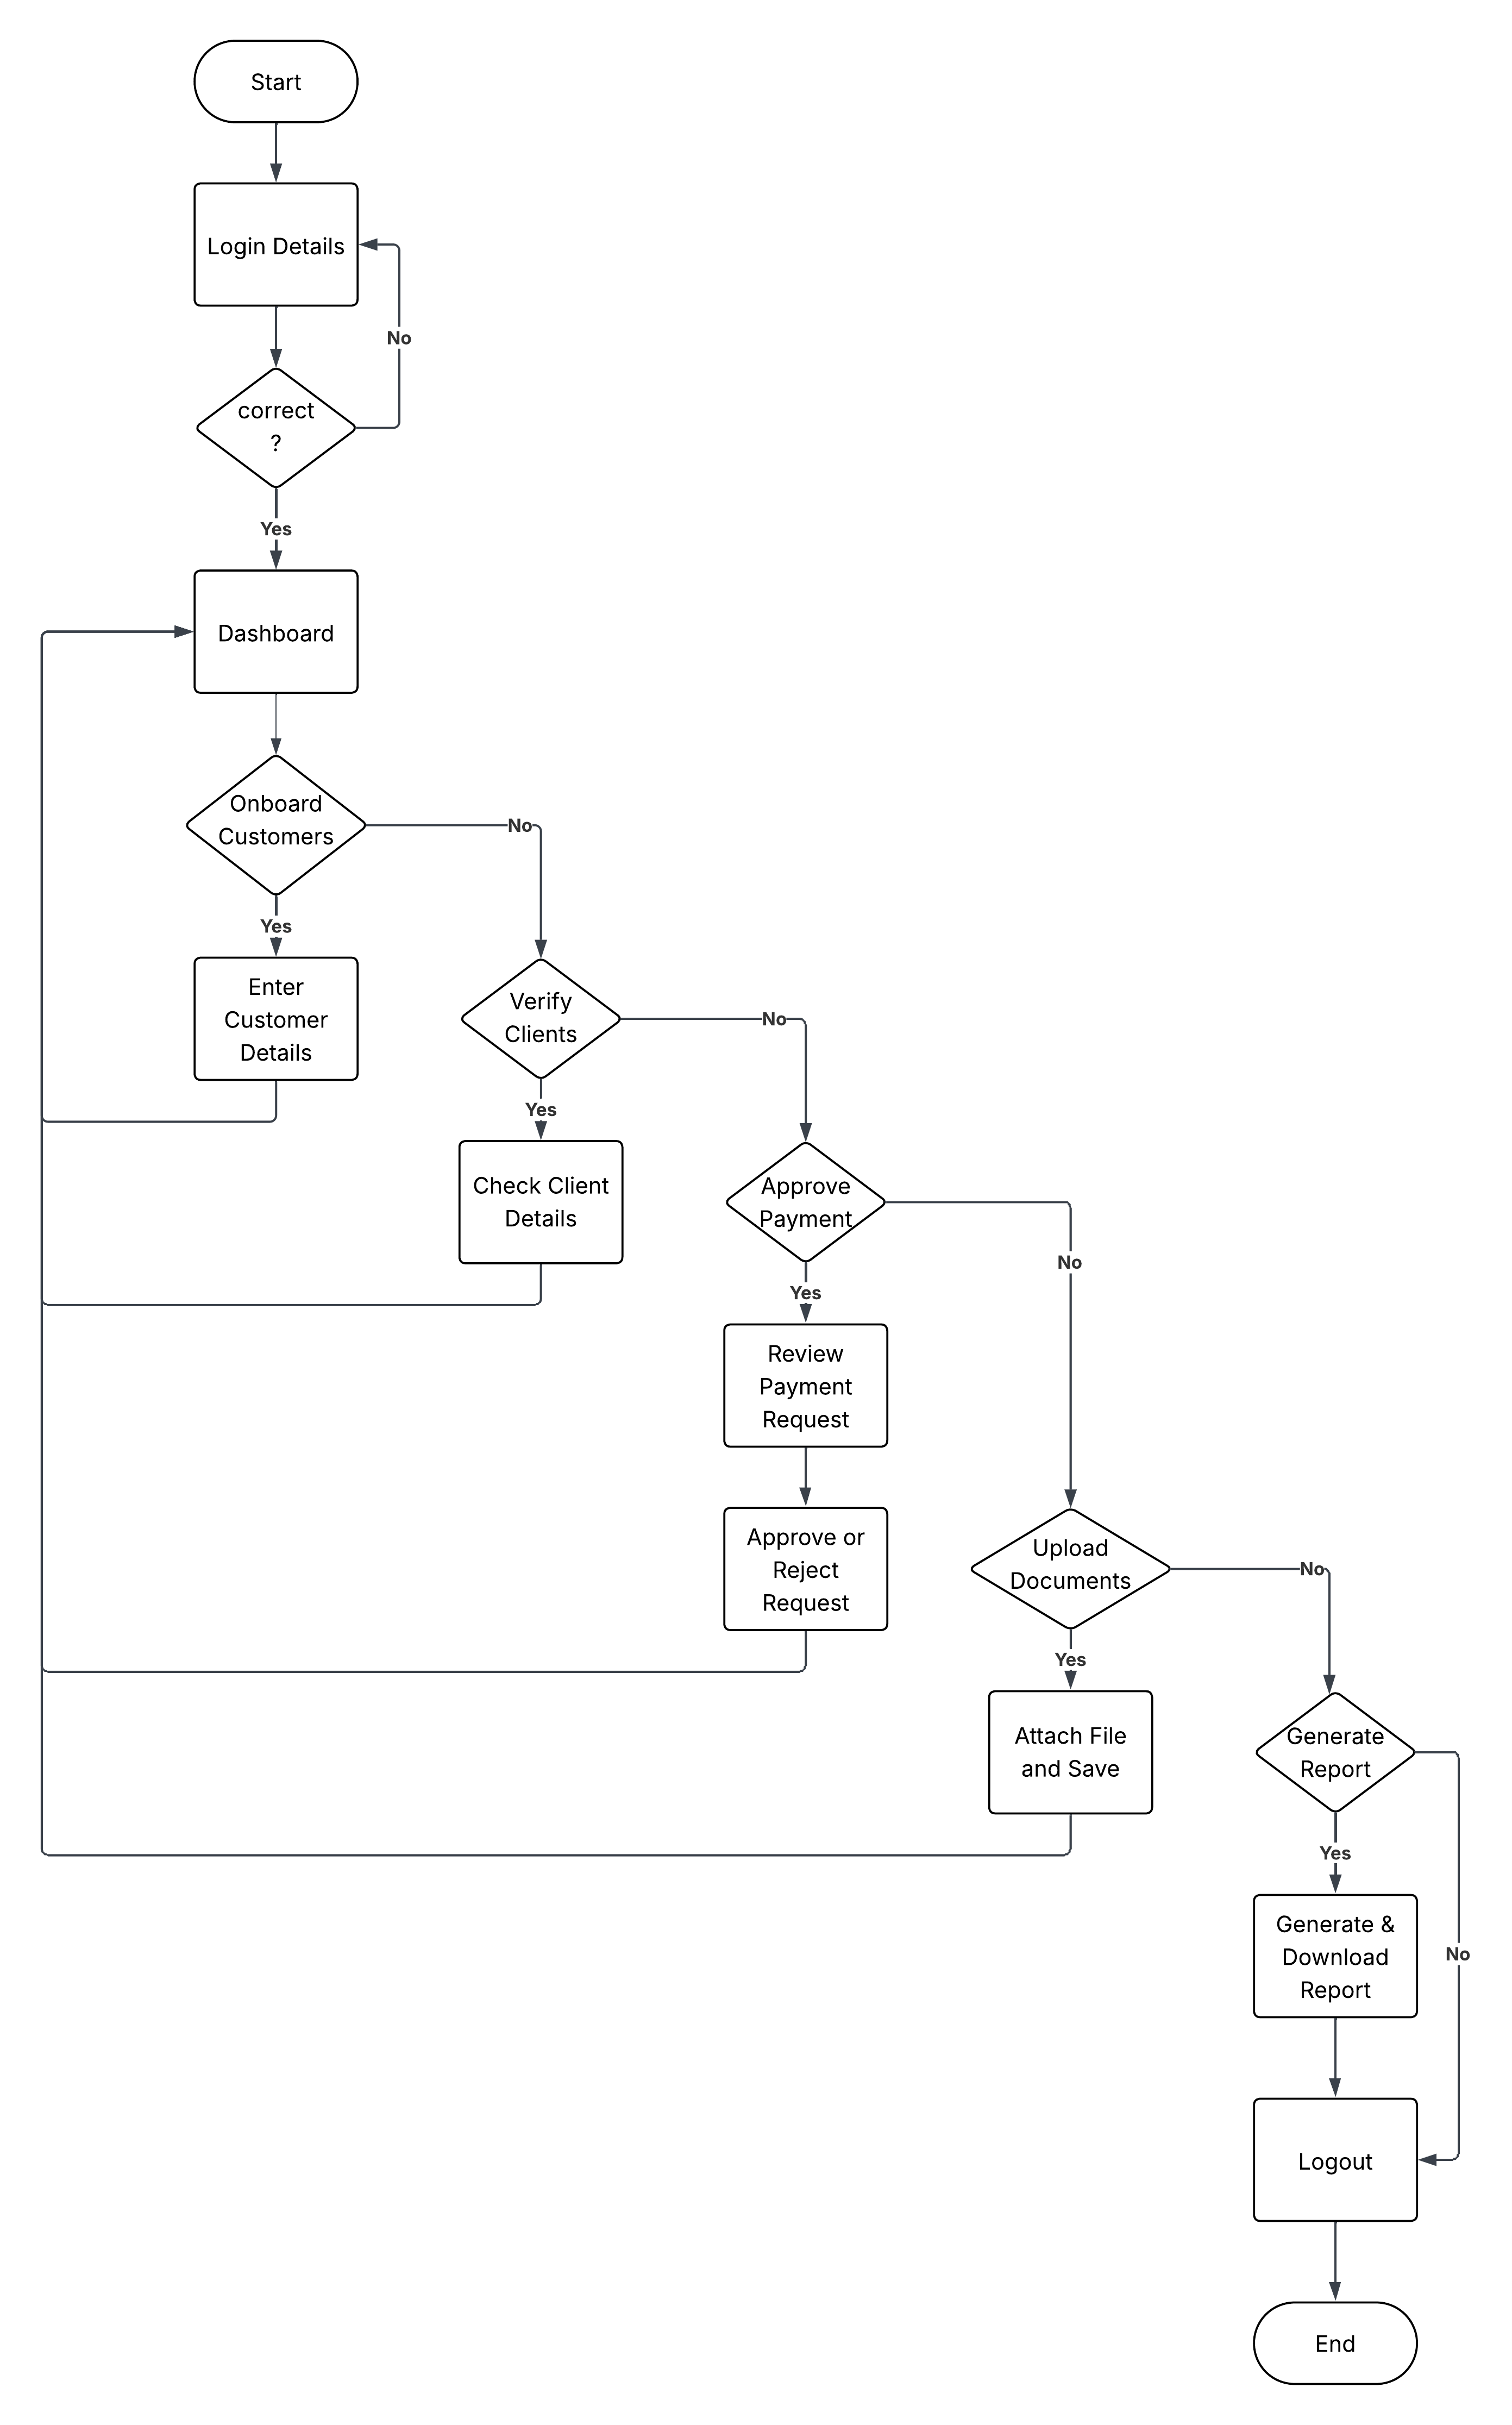 Start
Login Details
No
correct
?
Yes
Dashboard
Onboard
Customers
No
Yes
Enter
Customer
Details
Verify
Clients
No
Yes
Check Client
Details
Approve
Payment
No
Yes
Review
Payment
Request
Approve or
Reject
Request
Upload
Documents
No
Yes
Attach File
and Save
Generate
Report
Yes
Generate &
Download
Report
No
Logout
End